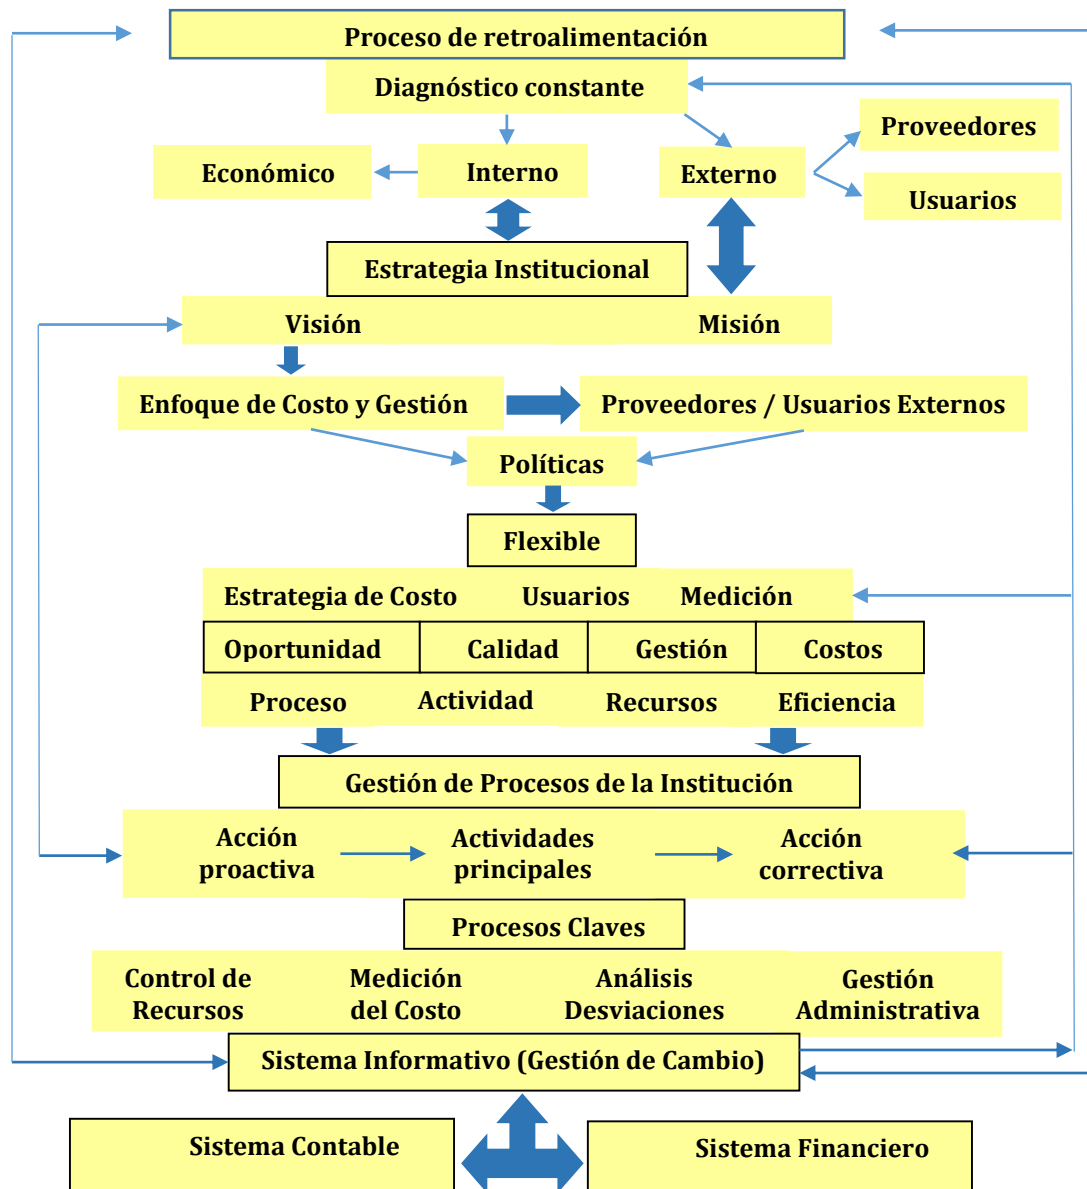 Proceso de retroalimentación
Diagnóstico constante
Proveedores
Económico
Interno
Externo
Usuarios
Estrategia Institucional
Visión
Misión
Enfoque de Costo y Gestión
Proveedores / Usuarios Externos
Políticas
Flexible
Estrategia de Costo
Usuarios
Medición
Oportunidad
Calidad
Gestión
Costos
Proceso
Actividad
Recursos
Eficiencia
Gestión de Procesos de la Institución
Acción
proactiva
Actividades
principales
Acción
correctiva
Procesos Claves
Control de
Recursos
Medición
del Costo
Análisis
Desviaciones
Gestión
Administrativa
Sistema Informativo (Gestión de Cambio)
Sistema Contable
Sistema Financiero